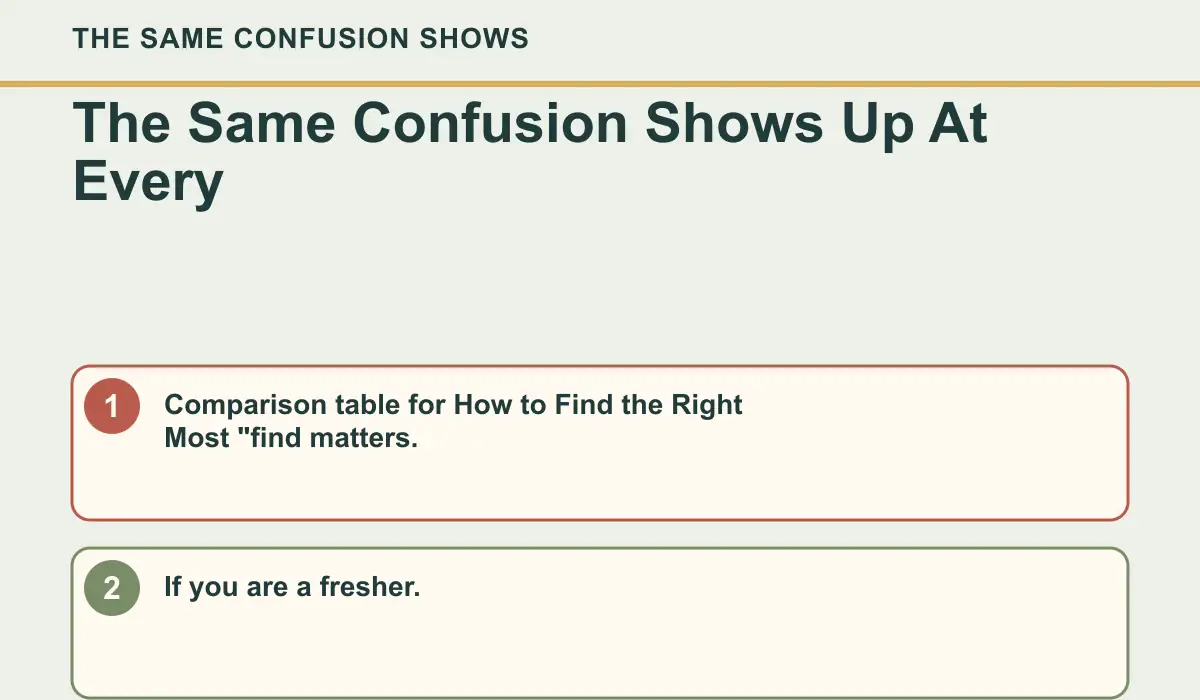 THE SAME CONFUSION SHOWS
The Same Confusion Shows Up At
Every
1
Comparison table for How to Find the Right
Most "find matters.
2
If you are a fresher.